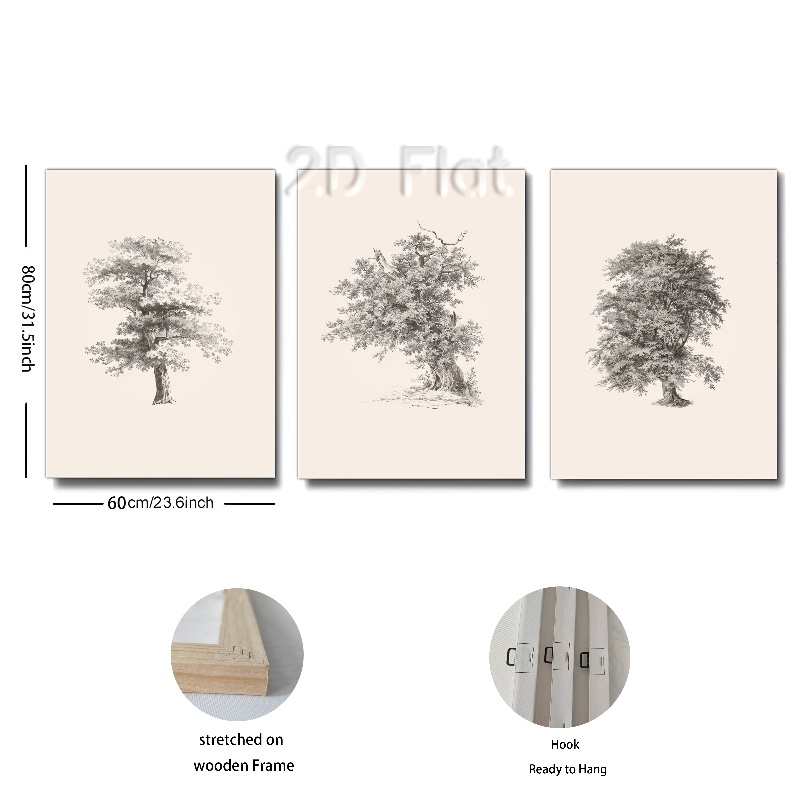 2D Flat
80cm/31.5inch
60cm/23.6inch
stretched on
wooden Frame
Hook
Ready to Hang